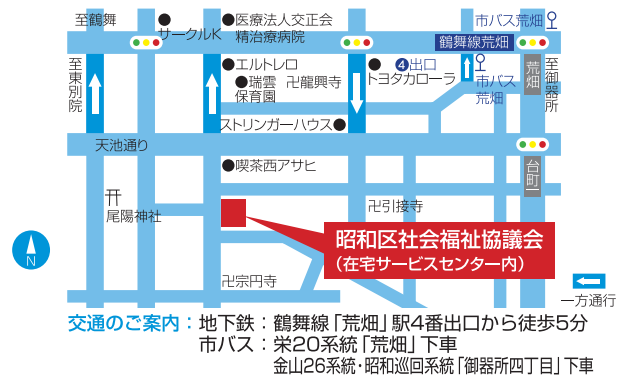 至鶴舞
サークルK
医療法人交正会
精治療病院
市バス荒畑
鶴舞線荒畑
至東別院
エルトレロ
瑞雲
保育園
卍龍興寺
4出口
トヨタカローラ
市バス
荒畑
荒畑
至御器所
ストリンガーハウス
天池通り
喫茶西アサヒ
台町一
尾陽神社
卍引接寺
昭和区社会福祉協議会
(在宅サービスセンター内)
N
卍宗円寺
一方通行
交通のご案内:地下鉄:鶴舞線「荒畑」駅4番出口から徒歩5分
市バス:栄20系統「荒畑」下車
金山26系統・昭和巡回系統「御器所四丁目」下車